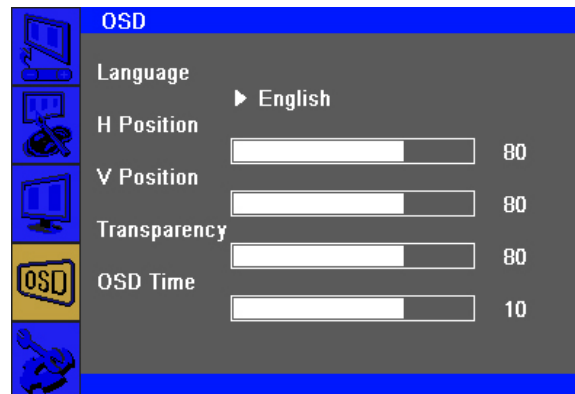 OSD
Language
▶ English
H Position
80
V Position
80
Transparency
80
OSD
OSD Time
10